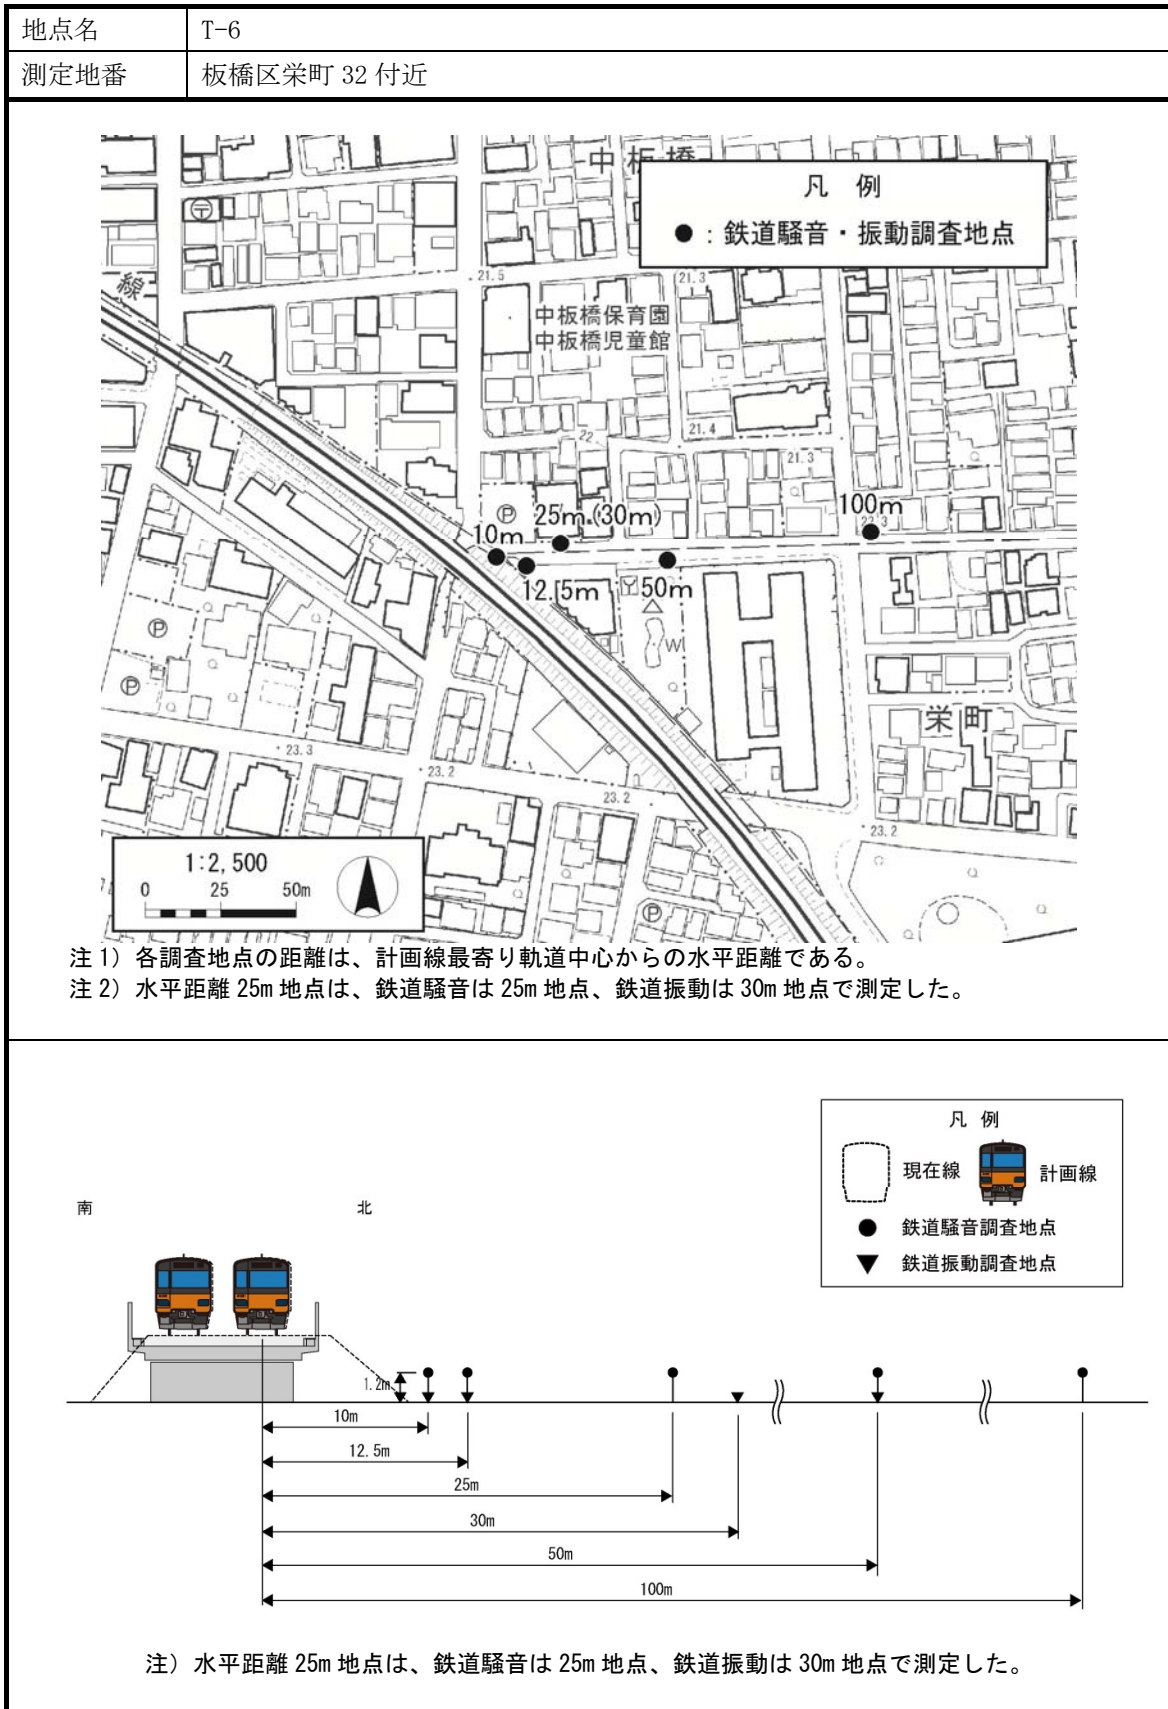 地点名 T-6
測定地番 板橋区栄町 32 付近
中板橋
凡 例
●：鉄道騒音・振動調査地点
線
21.5
21.3
中板橋保育園
中板橋児童館
22
21.4
21.3
100m
P
25m(30m)
10m
12.5m
50m
W
P
P
栄町
23.3
23.2
23.2
23.2
P
1:2,500
0 25 50m
注1）各調査地点の距離は、計画線最寄り軌道中心からの水平距離である。
注2）水平距離 25m 地点は、鉄道騒音は 25m 地点、鉄道振動は 30m 地点で測定した。
凡 例
現在線 計画線
● 鉄道騒音調査地点
▼ 鉄道振動調査地点
南 北
1.2m
10m
12.5m
25m
30m
50m
100m
注）水平距離 25m 地点は、鉄道騒音は 25m 地点、鉄道振動は 30m 地点で測定した。